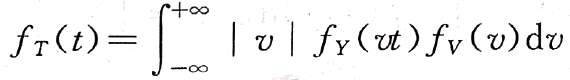 f_T(t) = ∫_{-∞}^{+∞} | v | f_Y(vt) f_V(v)dv